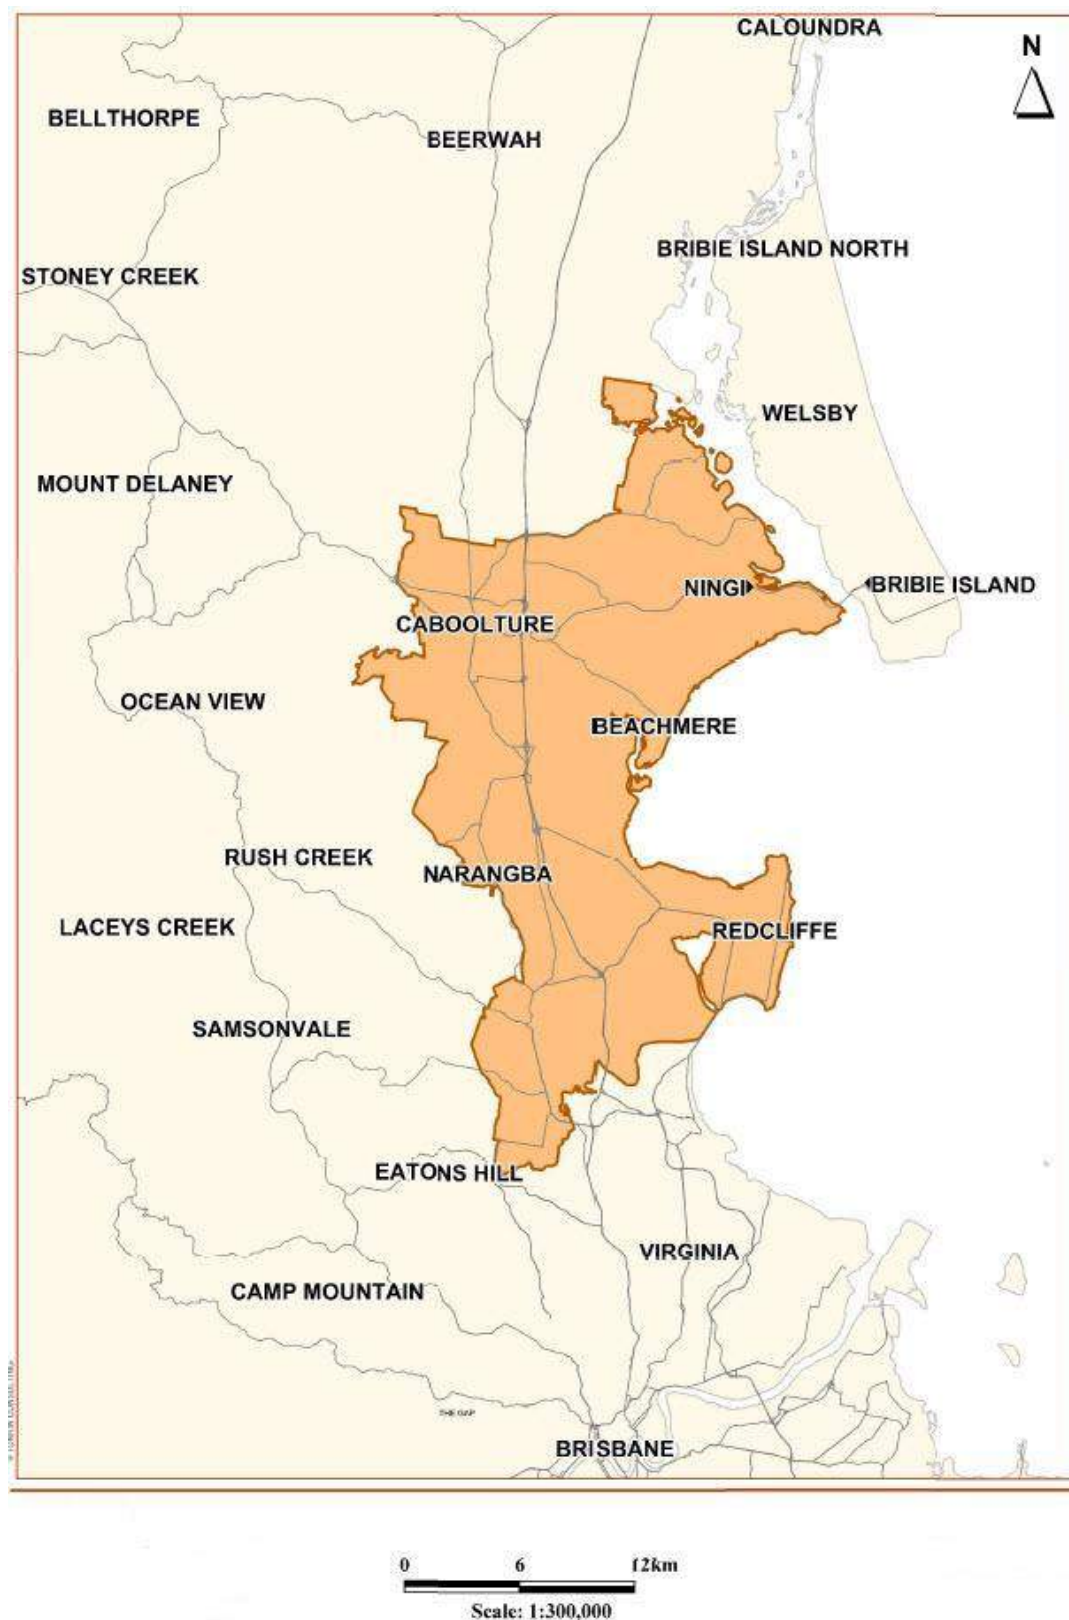 CALOUNDRA
N
BELLTHORPE
BEERWAH
BRIBIE ISLAND NORTH
STONEY CREEK
WELSBY
MOUNT DELANEY
NINGI
BRIBIE ISLAND
CABOOLTURE
OCEAN VIEW
BEACHMERE
RUSH CREEK
NARANGBA
LACEYS CREEK
REDCLIFFE
SAMSONVALE
EATONS HILL
VIRGINIA
CAMP MOUNTAIN
THE GAP
BRISBANE
0 6 12km
Scale: 1:300,000